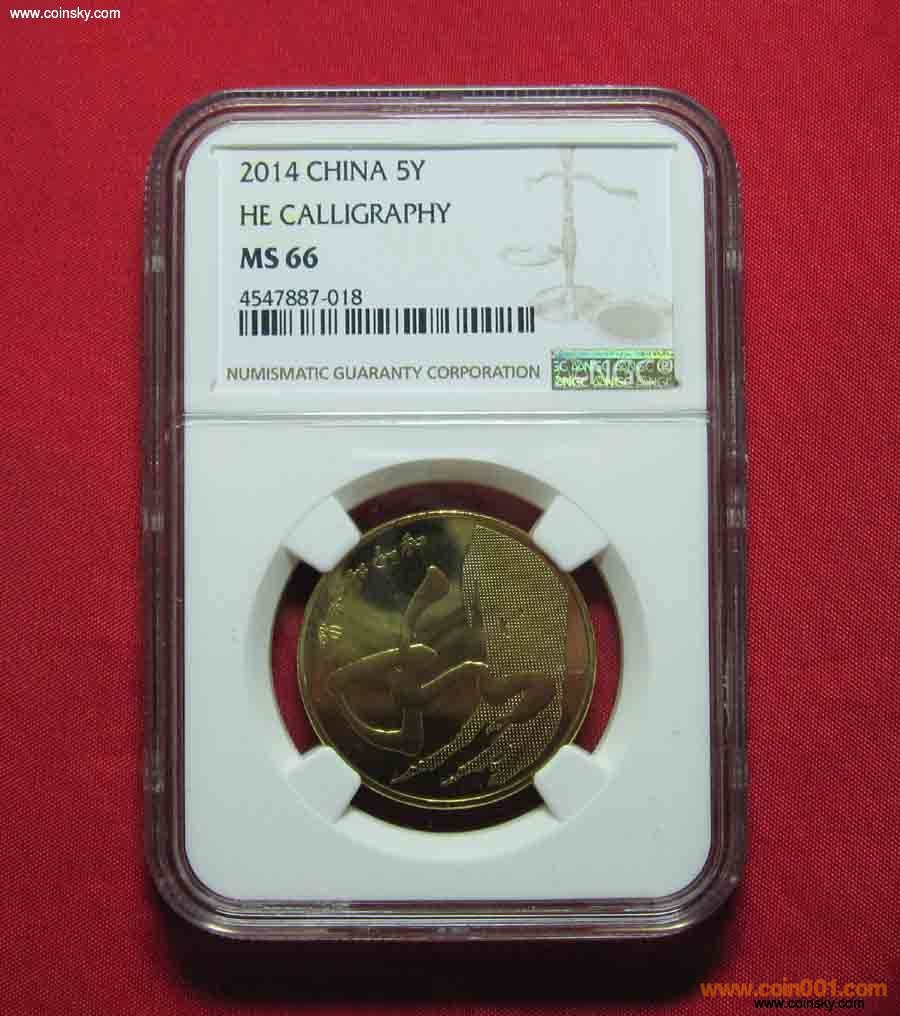 www.coinsky.com
2014 CHINA 5Y
HE CALLIGRAPHY
MS 66
4547887-018
NUMISMATIC GUARANTY CORPORATION
NGC
www.coin001.com
www.coinsky.com